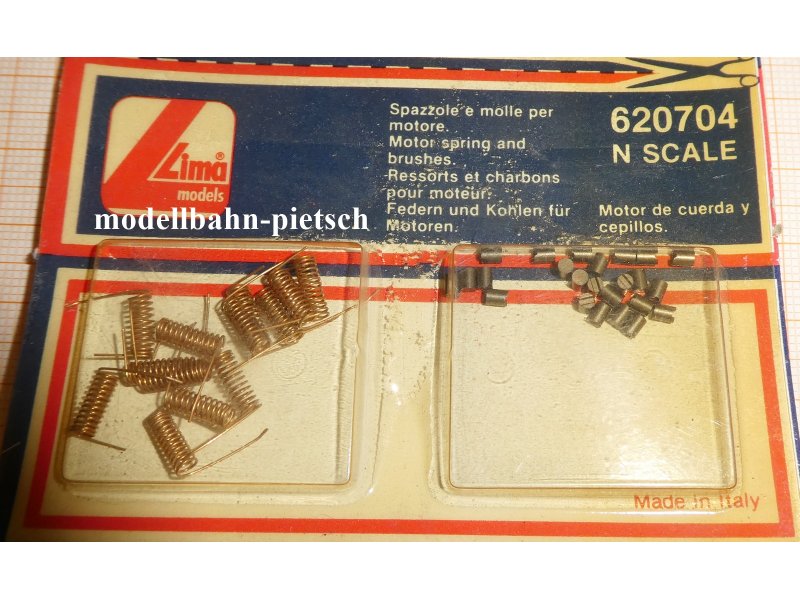 Lima®
models
Spazzole e molle per
motore.
Motor spring and
brushes.
Ressorts et charbons
pour moteur.
Federn und Kohlen für
Motoren.
620704
N SCALE
Motor de cuerda y
cepillos.
modellbahn-pietsch
Made in Italy